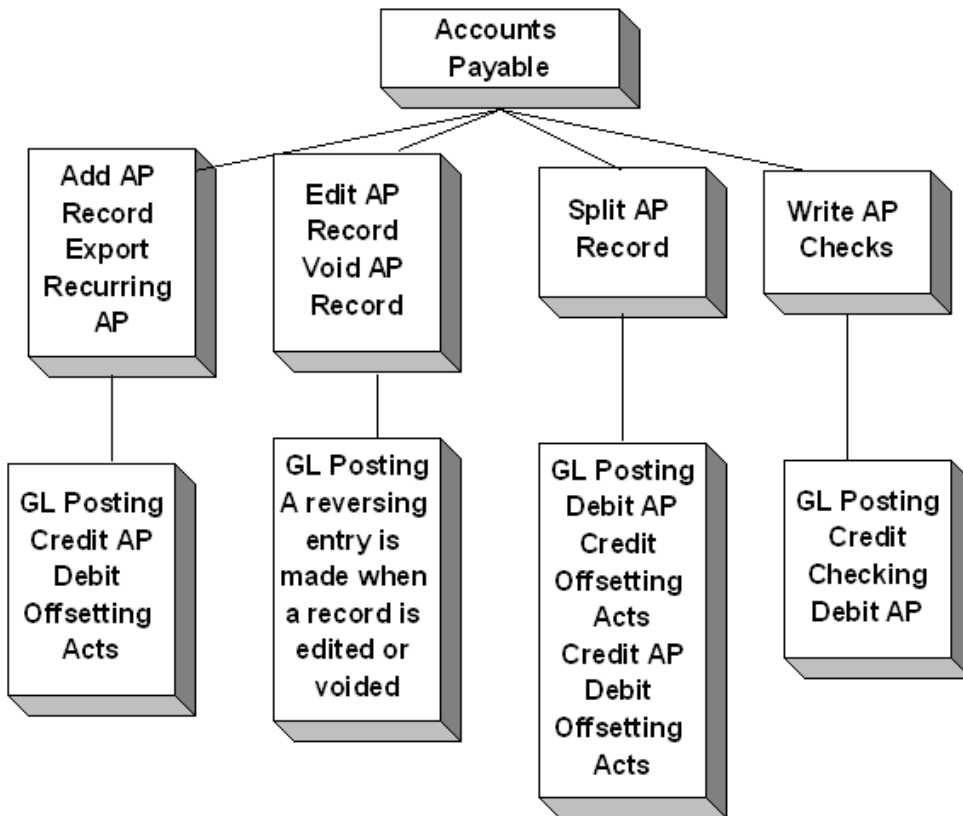 Accounts
Payable
Add AP
Record
Export
Recurring
AP
Edit AP
Record
Void AP
Record
Split AP
Record
Write AP
Checks
GL Posting
Credit AP
Debit
Offsetting
Acts
GL Posting
A reversing
entry is
made when
a record is
edited or
voided
GL Posting
Debit AP
Credit
Offsetting
Acts
Credit AP
Debit
Offsetting
Acts
GL Posting
Credit
Checking
Debit AP